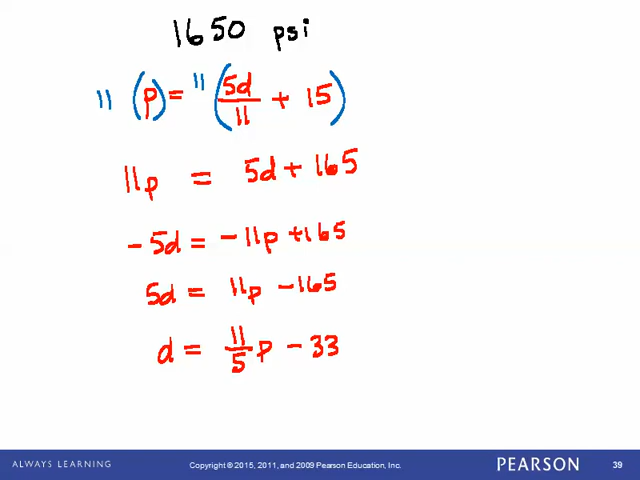 1650 psi
11 (p) = 11 (5d/11 + 15)
11p = 5d + 165
-5d = -11p +165
5d = 11p -165
d = 11/5 p - 33
ALWAYS LEARNING
Copyright © 2015, 2011, and 2009 Pearson Education, Inc.
PEARSON
39